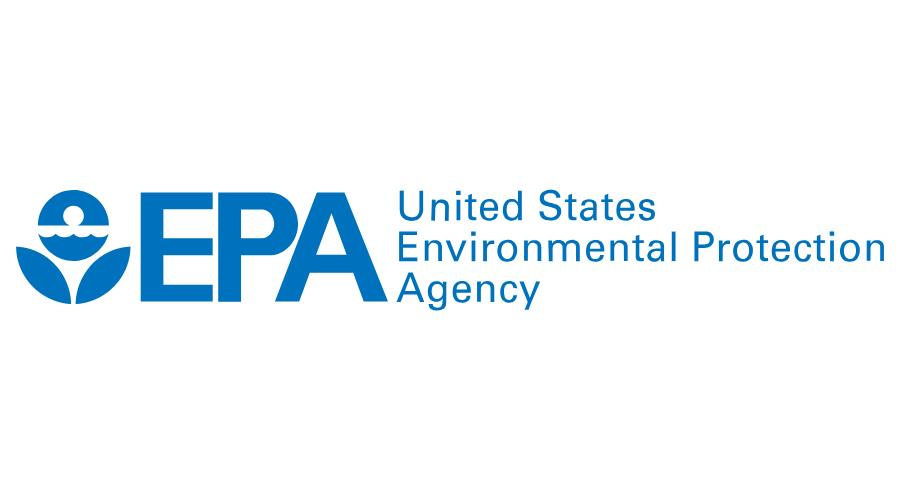 EPA
United States
Environmental Protection
Agency